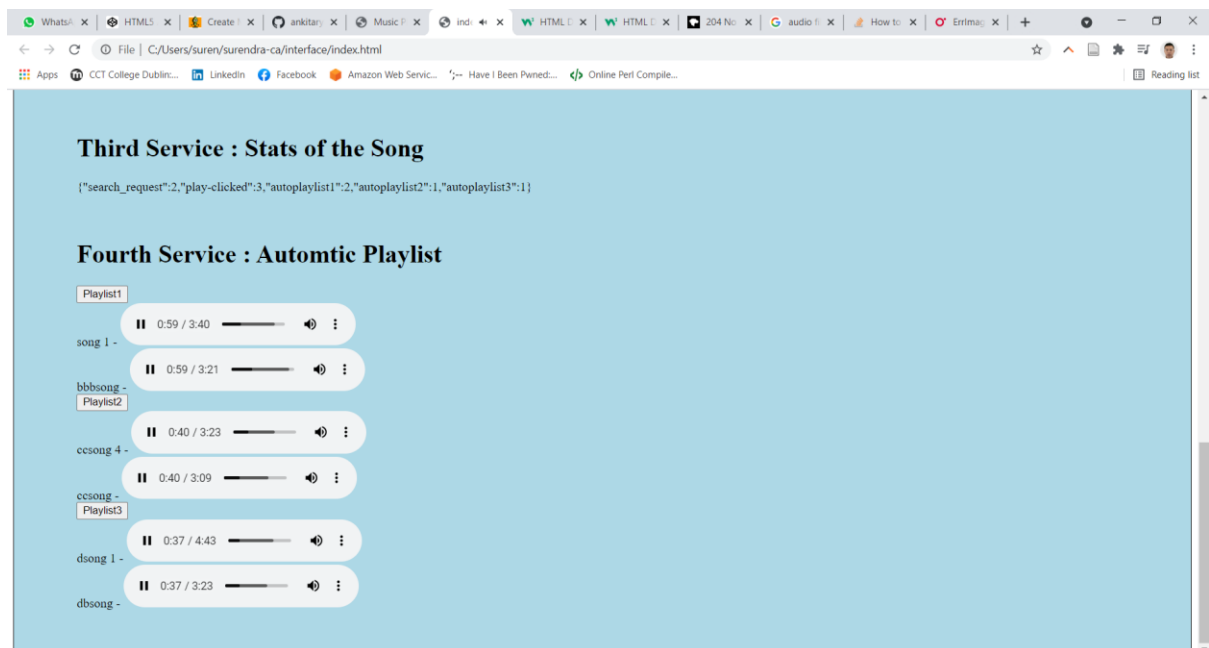 WhatsA HTML5 Create ankitary Music P HTML D HTML D 204 No audio fi How to ErrImag
File | C:/Users/suren/surendra-ca/interface/index.html
Apps CCT College Dublin:... LinkedIn Facebook Amazon Web Servic... ';-- Have I Been Pwned:... Online Perl Compile... Reading list
Third Service : Stats of the Song
{"search_request":2,"play-clicked":3,"autoplaylist1":2,"autoplaylist2":1,"autoplaylist3":1}
Fourth Service : Automtic Playlist
Playlist1
0:59 / 3:40
song 1 -
0:59 / 3:21
bbbsong -
Playlist2
0:40 / 3:23
ccsong 4 -
0:40 / 3:09
ccsong -
Playlist3
0:37 / 4:43
dsong 1 -
0:37 / 3:23
dbsong -